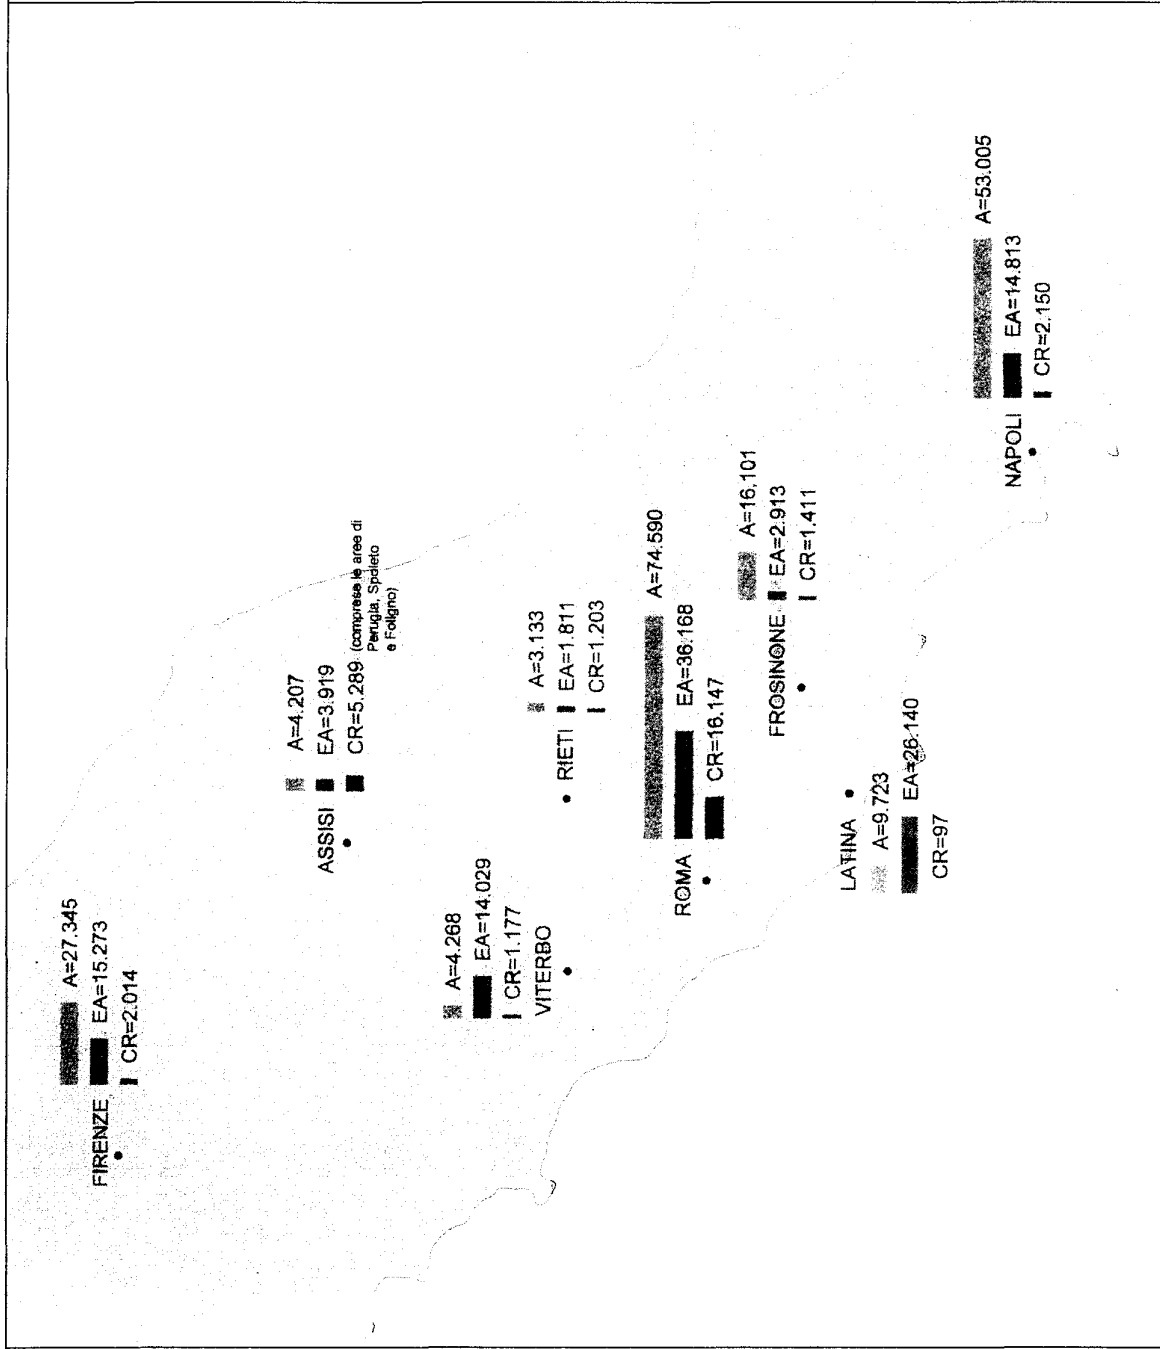 A=27.345
FIRENZE EA=15.273
CR=2.014
A=4.207
ASSISI EA=3.919
CR=5.289 (comprese le aree di
Perugia, Spoleto
e Foligno)
A=4.268
EA=14.029
CR=1.177
VITERBO
A=3.133
RIETI EA=1.811
CR=1.203
A=74.590
ROMA EA=36.168
CR=16.147
A=16.101
FROSINONE EA=2.913
CR=1.411
LATINA
A=9.723
EA=26.140
CR=97
A=53.005
NAPOLI EA=14.813
CR=2.150